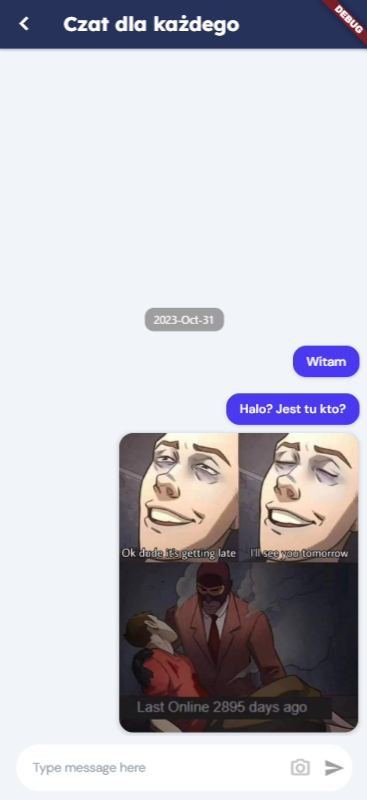 Czat dla każdego
DEBUG
2023-Oct-31
Witam
Halo? Jest tu kto?
Ok dude it's getting late
I'll see you tomorrow
Last Online 2895 days ago
Type message here